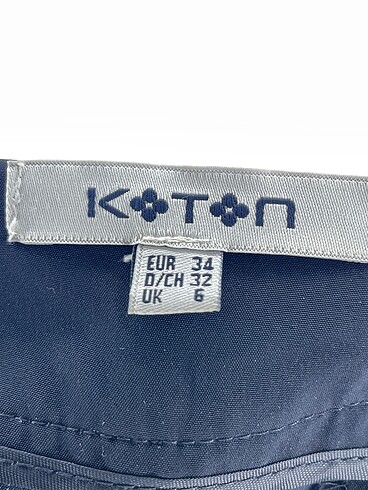 KOTON
EUR 34
D/CH 32
UK 6